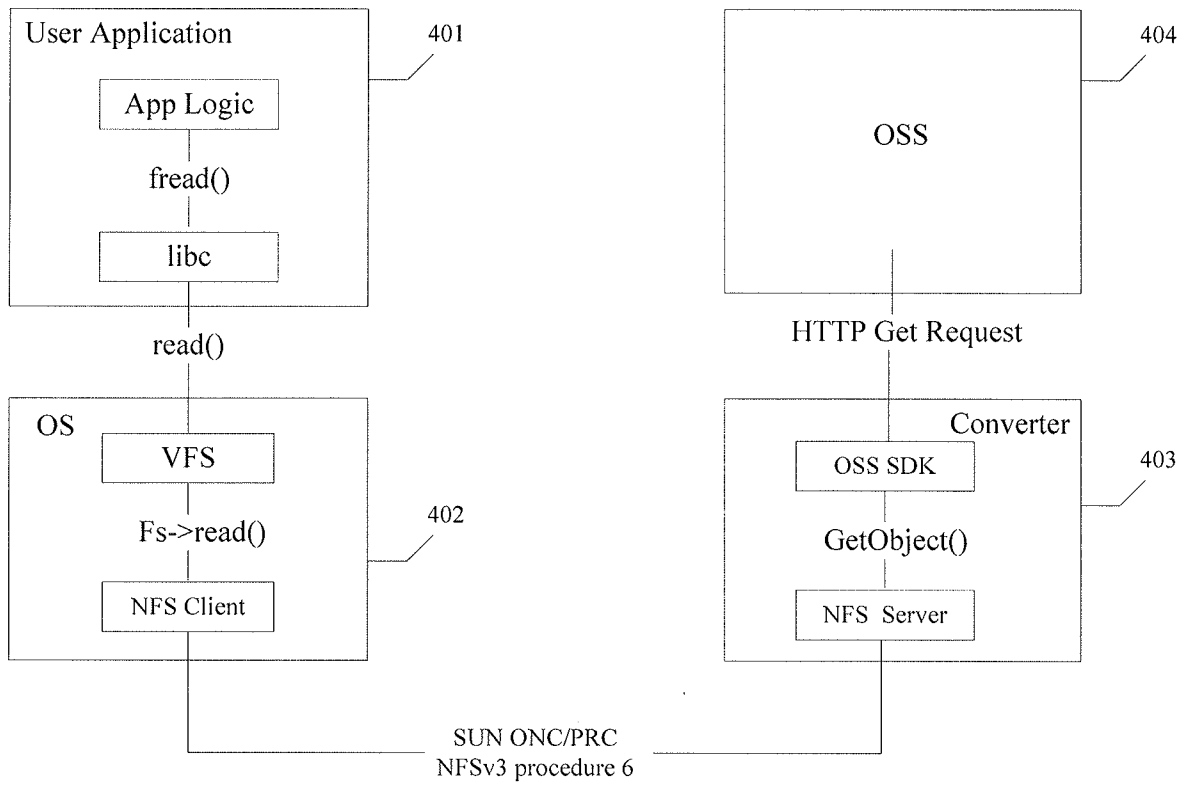 User Application
401
App Logic
fread()
libc
read()
OS
VFS
Fs->read()
402
NFS Client
SUN ONC/PRC
NFSv3 procedure 6
404
OSS
HTTP Get Request
Converter
OSS SDK
403
GetObject()
NFS Server